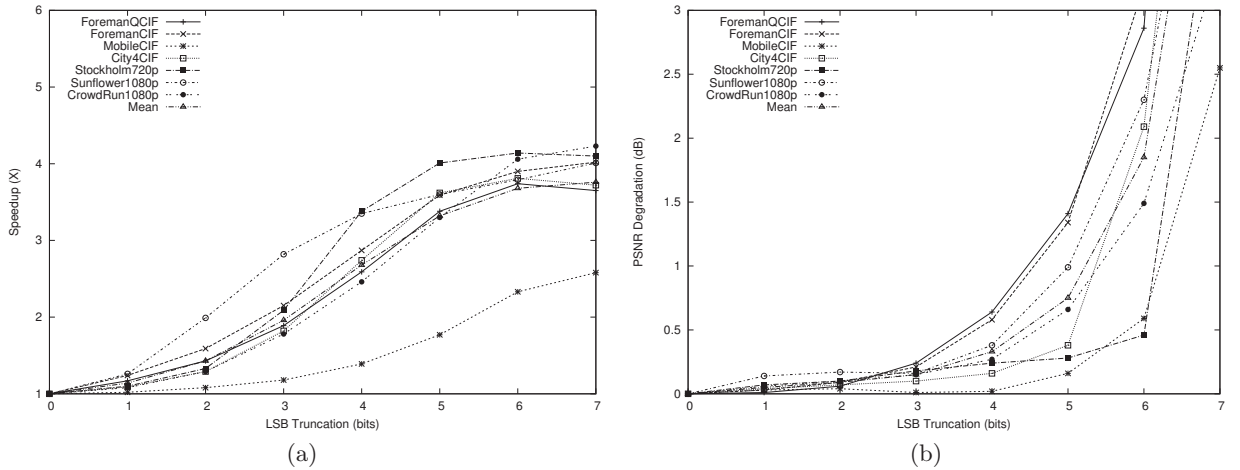 6
5
4
3
2
1
Speedup (X)
ForemanQCIF
ForemanCIF
MobileCIF
City4CIF
Stockholm720p
Sunflower1080p
CrowdRun1080p
Mean
0 1 2 3 4 5 6 7
LSB Truncation (bits)
(a)
3
2.5
2
1.5
1
0.5
0
PSNR Degradation (dB)
ForemanQCIF
ForemanCIF
MobileCIF
City4CIF
Stockholm720p
Sunflower1080p
CrowdRun1080p
Mean
0 1 2 3 4 5 6 7
LSB Truncation (bits)
(b)